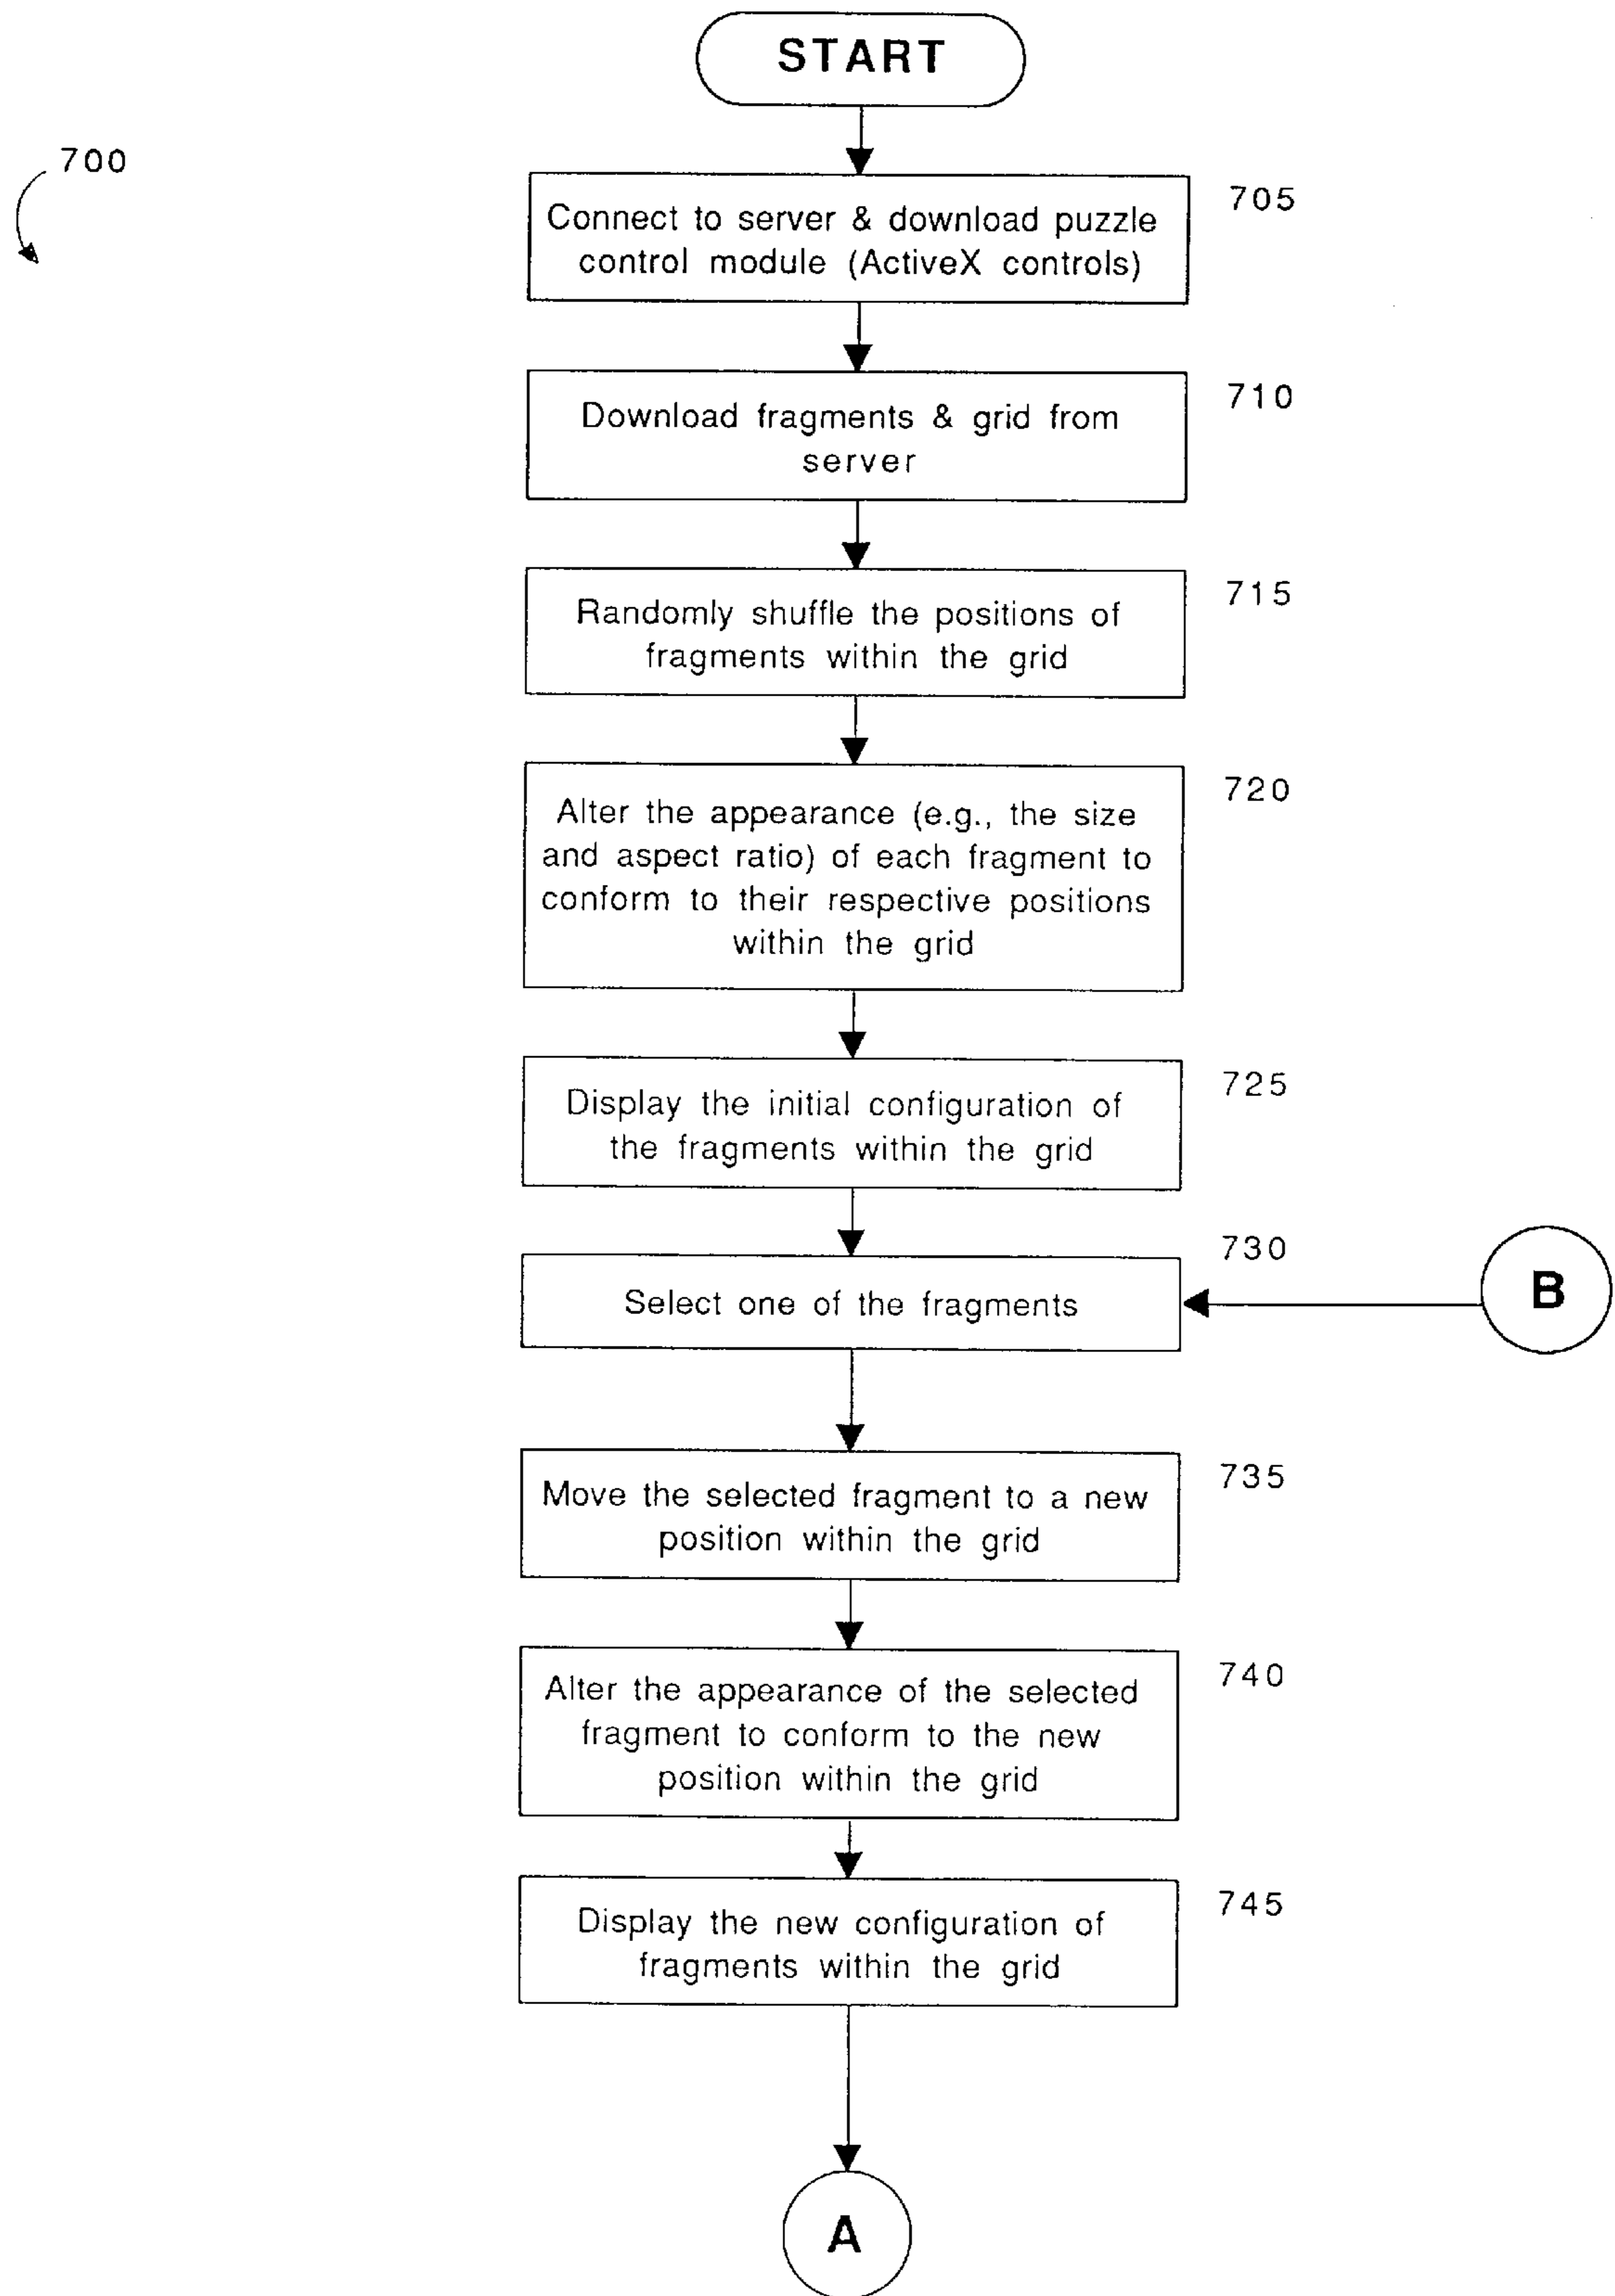 START
700
705
Connect to server & download puzzle
control module (ActiveX controls)
710
Download fragments & grid from
server
715
Randomly shuffle the positions of
fragments within the grid
720
Alter the appearance (e.g., the size
and aspect ratio) of each fragment to
conform to their respective positions
within the grid
725
Display the initial configuration of
the fragments within the grid
730
Select one of the fragments
B
735
Move the selected fragment to a new
position within the grid
740
Alter the appearance of the selected
fragment to conform to the new
position within the grid
745
Display the new configuration of
fragments within the grid
A